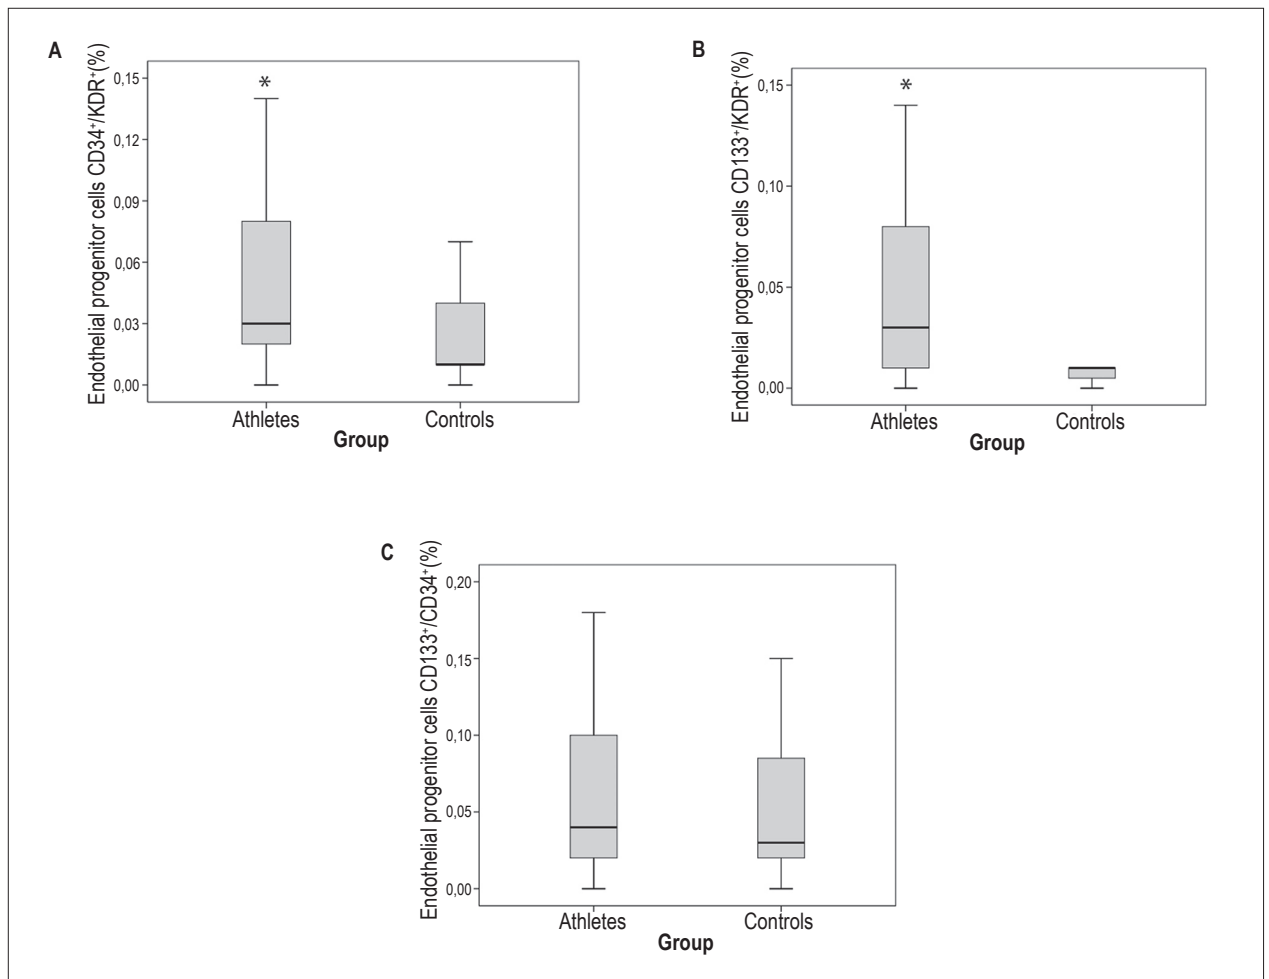 A
Endothelial progenitor cells CD34⁺/KDR⁺(%)
0,15
0,12
0,09
0,06
0,03
0,00
*
Athletes
Controls
Group
B
Endothelial progenitor cells CD133⁺/KDR⁺(%)
0,15
0,10
0,05
0,00
*
Athletes
Controls
Group
C
Endothelial progenitor cells CD133⁺/CD34⁺(%)
0,20
0,15
0,10
0,05
0,00
Athletes
Controls
Group